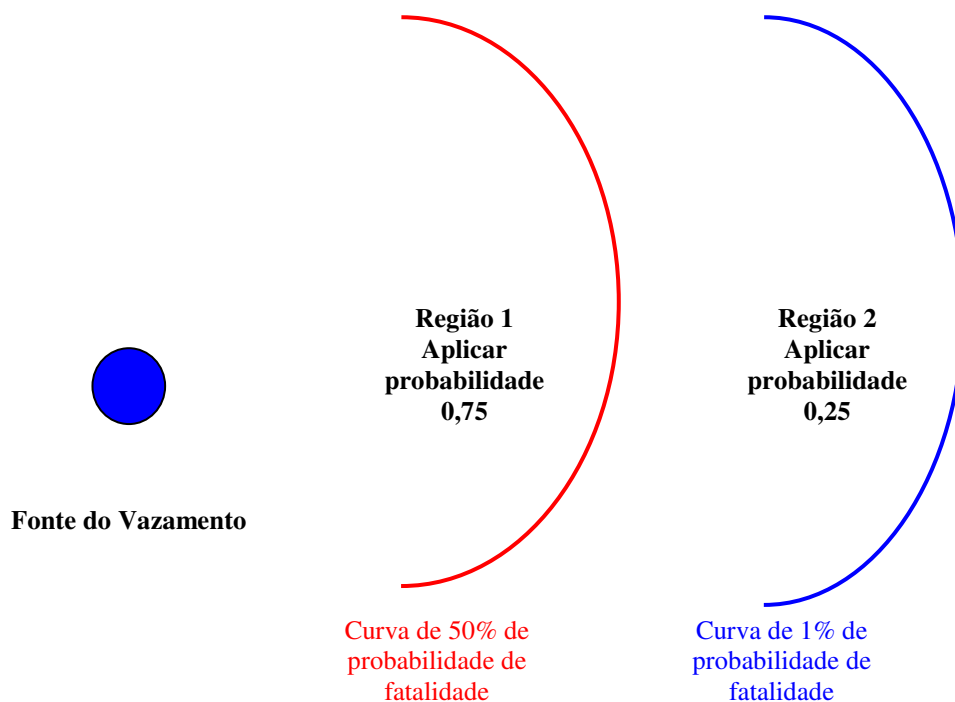 Região 1
Aplicar
probabilidade
0,75
Região 2
Aplicar
probabilidade
0,25
Fonte do Vazamento
Curva de 50% de
probabilidade de
fatalidade
Curva de 1% de
probabilidade de
fatalidade